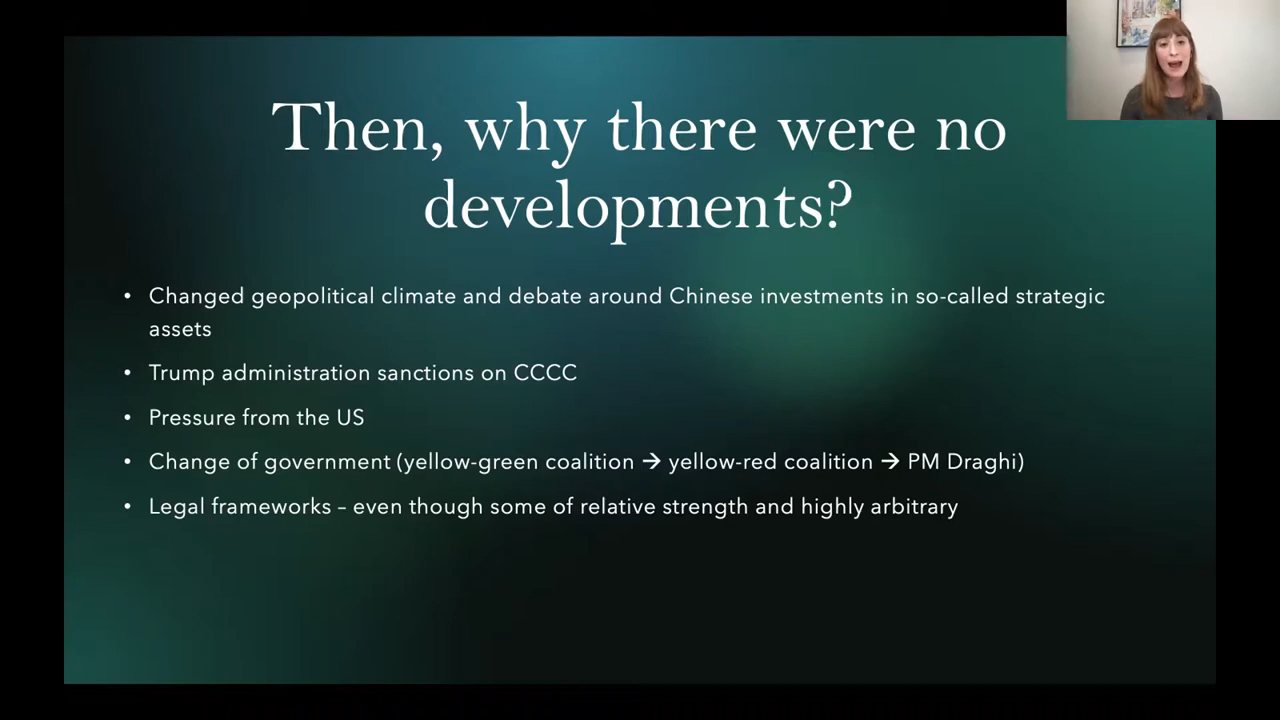 Then, why there were no
developments?
• Changed geopolitical climate and debate around Chinese investments in so-called strategic
assets
• Trump administration sanctions on CCCC
• Pressure from the US
• Change of government (yellow-green coalition → yellow-red coalition → PM Draghi)
• Legal frameworks – even though some of relative strength and highly arbitrary